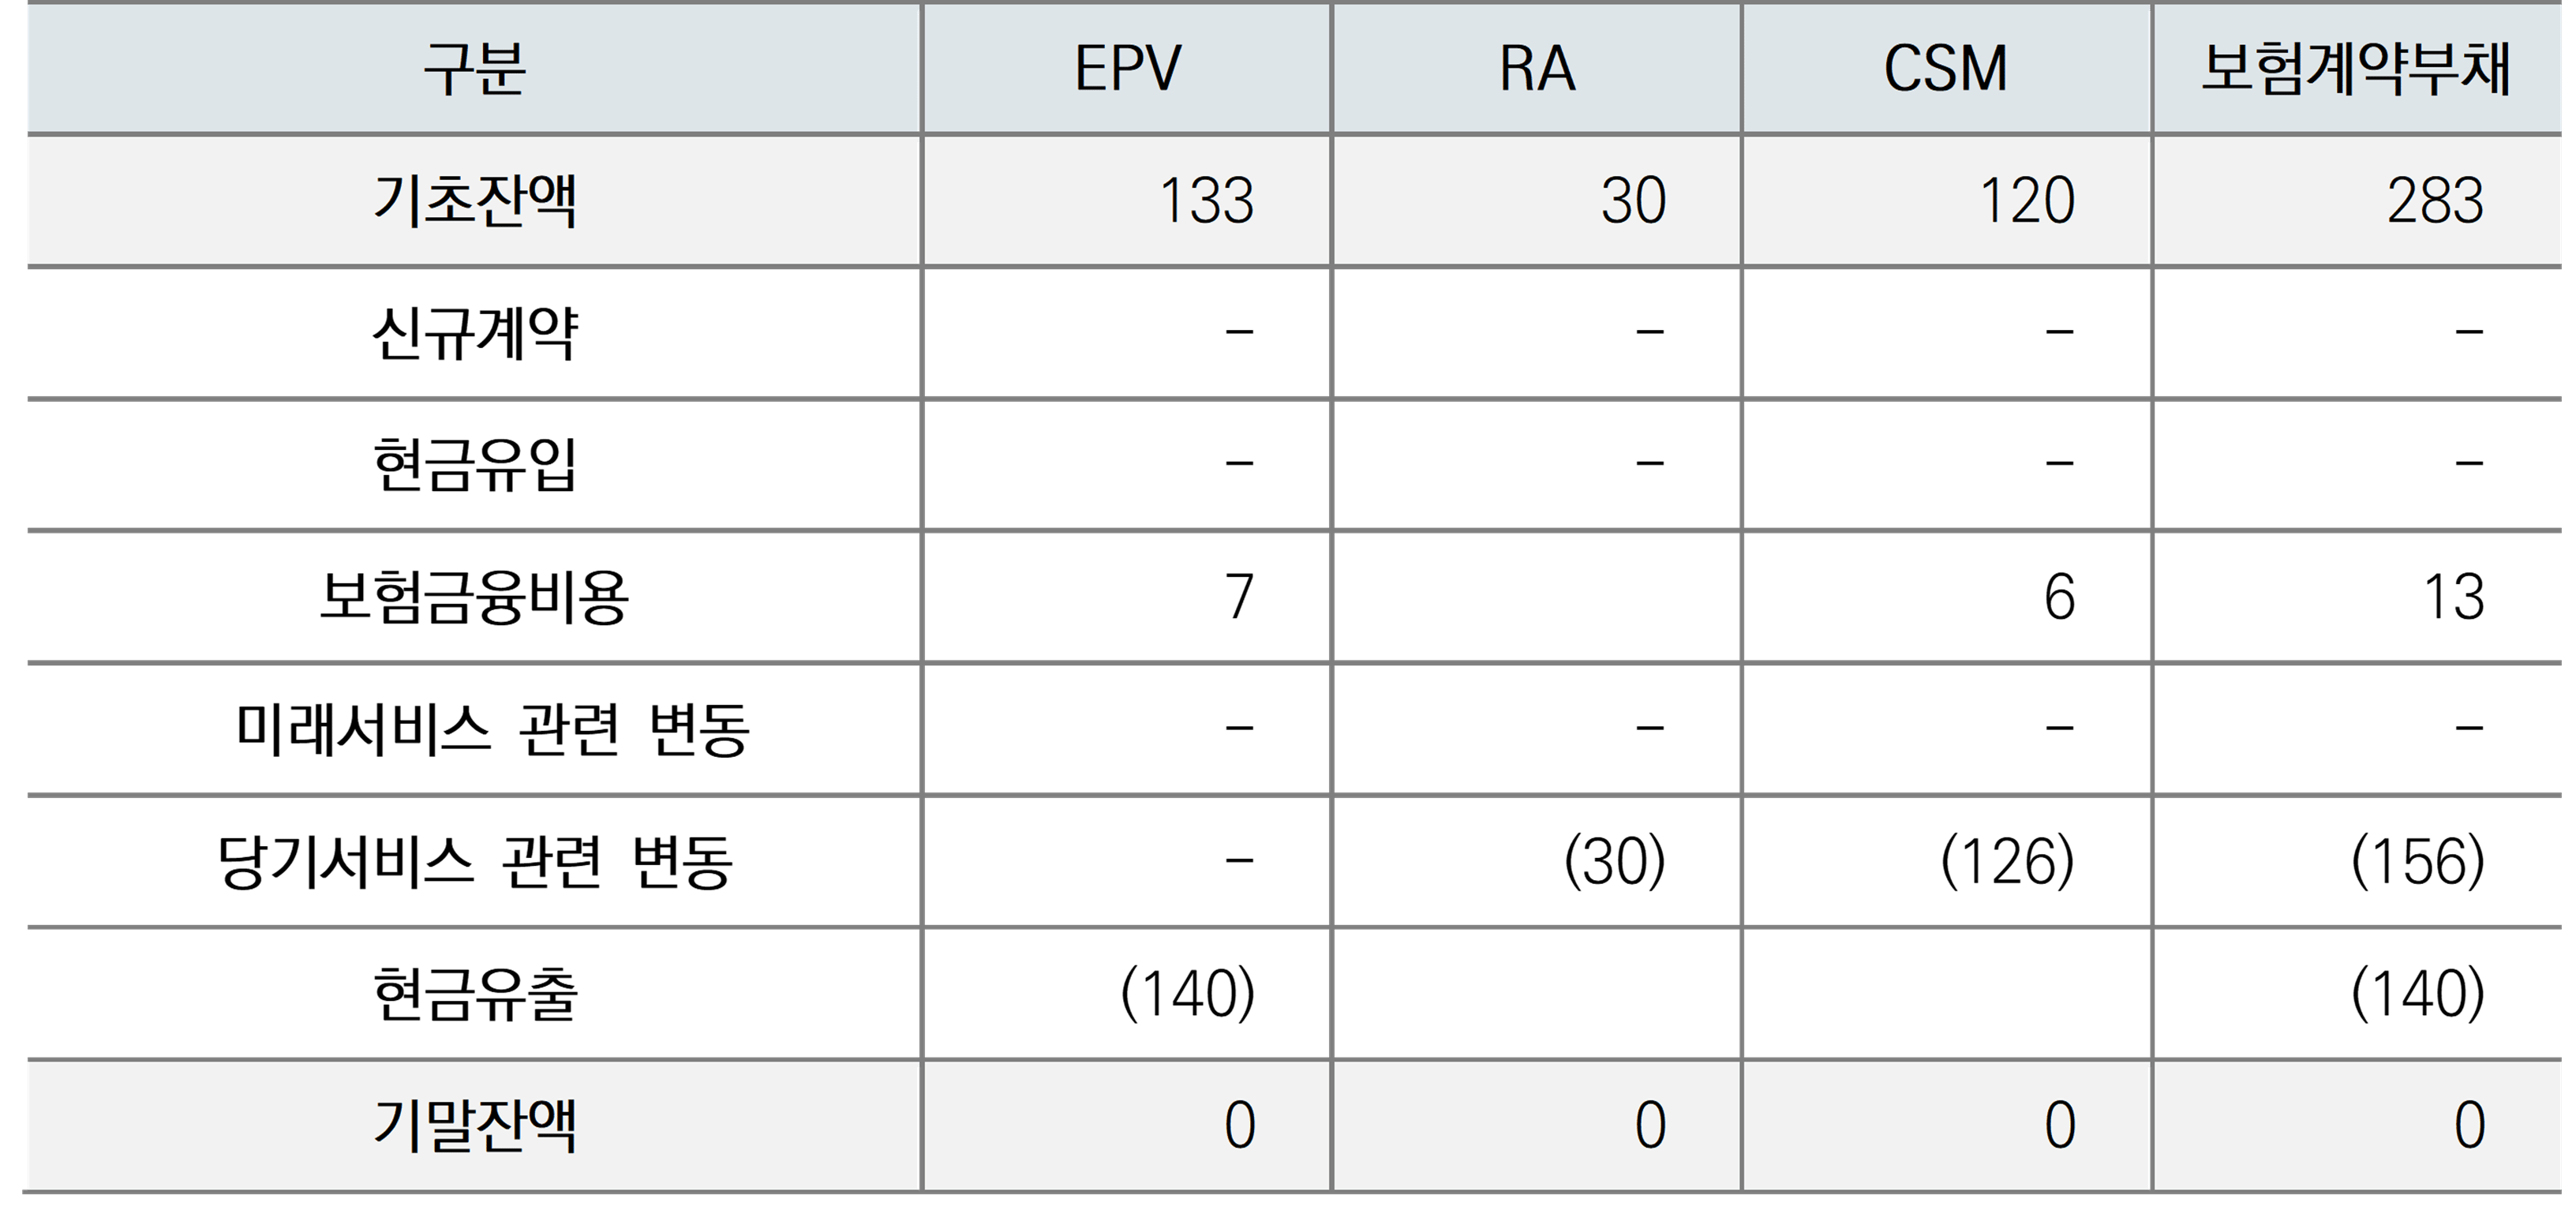 구분 EPV RA CSM 보험계약부채
기초잔액 133 30 120 283
신규계약 - - - -
현금유입 - - - -
보험금융비용 7 6 13
미래서비스 관련 변동 - - - -
당기서비스 관련 변동 - (30) (126) (156)
현금유출 (140) (140)
기말잔액 0 0 0 0